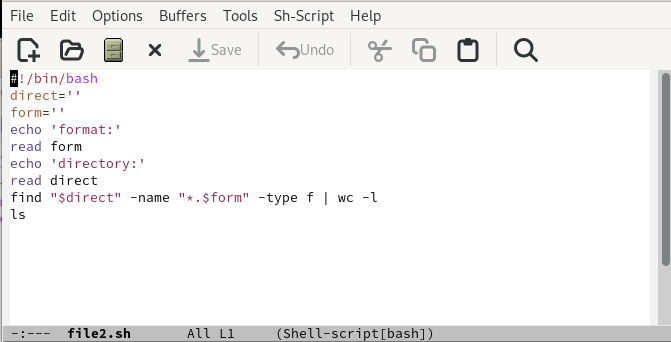 File Edit Options Buffers Tools Sh-Script Help
Save Undo
#!/bin/bash
direct=''
form=''
echo 'format:'
read form
echo 'directory:'
read direct
find "$direct" -name "*.$form" -type f | wc -l
ls
-:--- file2.sh All L1 (Shell-script[bash])